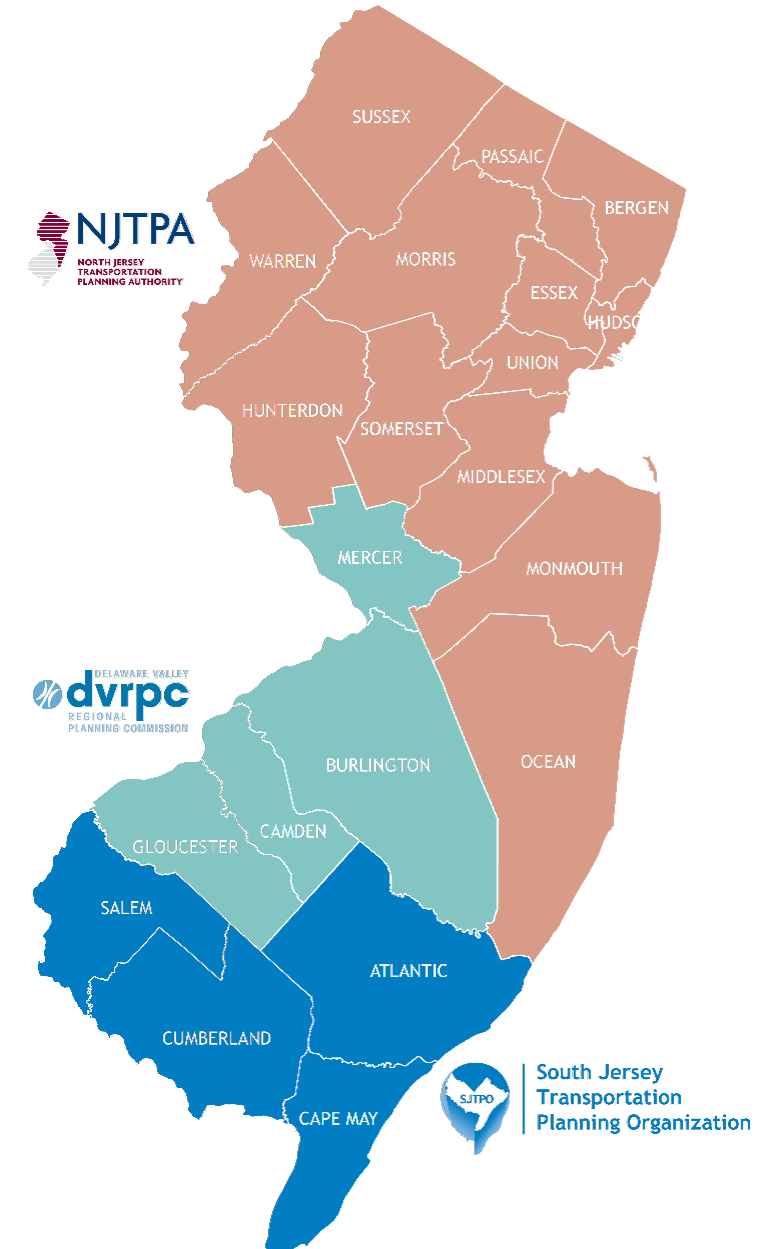 SUSSEX
PASSAIC
BERGEN
NJTPA
NORTH JERSEY
TRANSPORTATION
PLANNING AUTHORITY
WARREN
MORRIS
ESSEX
HUDSO
UNION
HUNTERDON
SOMERSET
MIDDLESEX
MERCER
MONMOUTH
DELAWARE VALLEY
dvrpc
REGIONAL
PLANNING COMMISSION
BURLINGTON
OCEAN
CAMDEN
GLOUCESTER
SALEM
ATLANTIC
CUMBERLAND
CAPE MAY
SJTPO
South Jersey
Transportation
Planning Organization